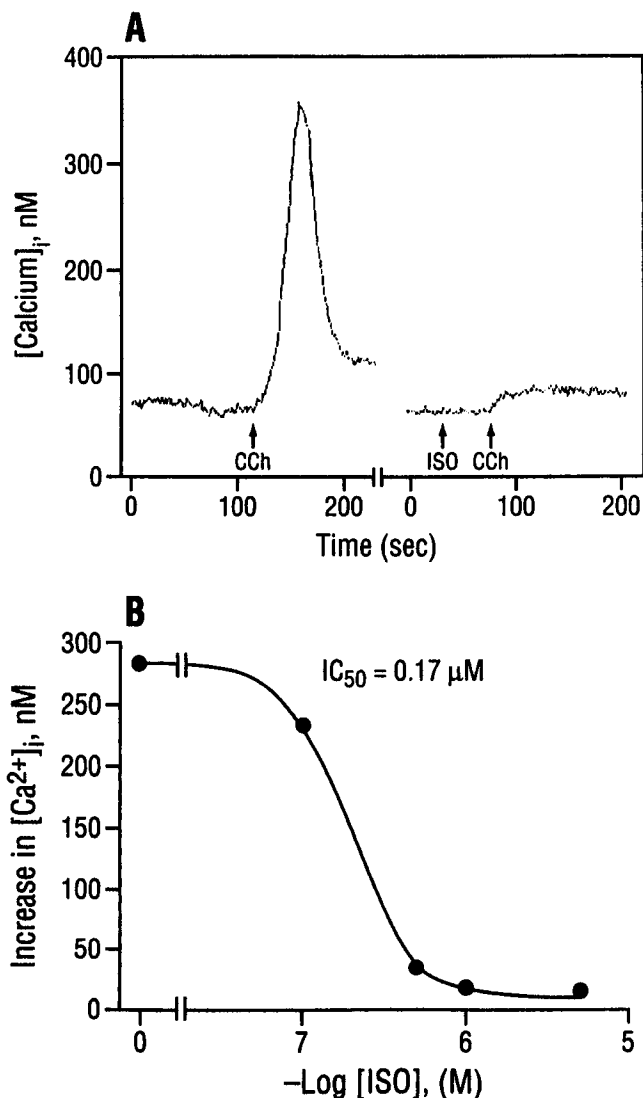 A
400
300
200
100
0
[Calcium]i, nM
CCh
ISO
CCh
0
100
200
0
100
200
Time (sec)
B
300
250
200
150
100
50
0
Increase in [Ca²⁺]i, nM
IC50 = 0.17 µM
0
7
6
5
–Log [ISO], (M)